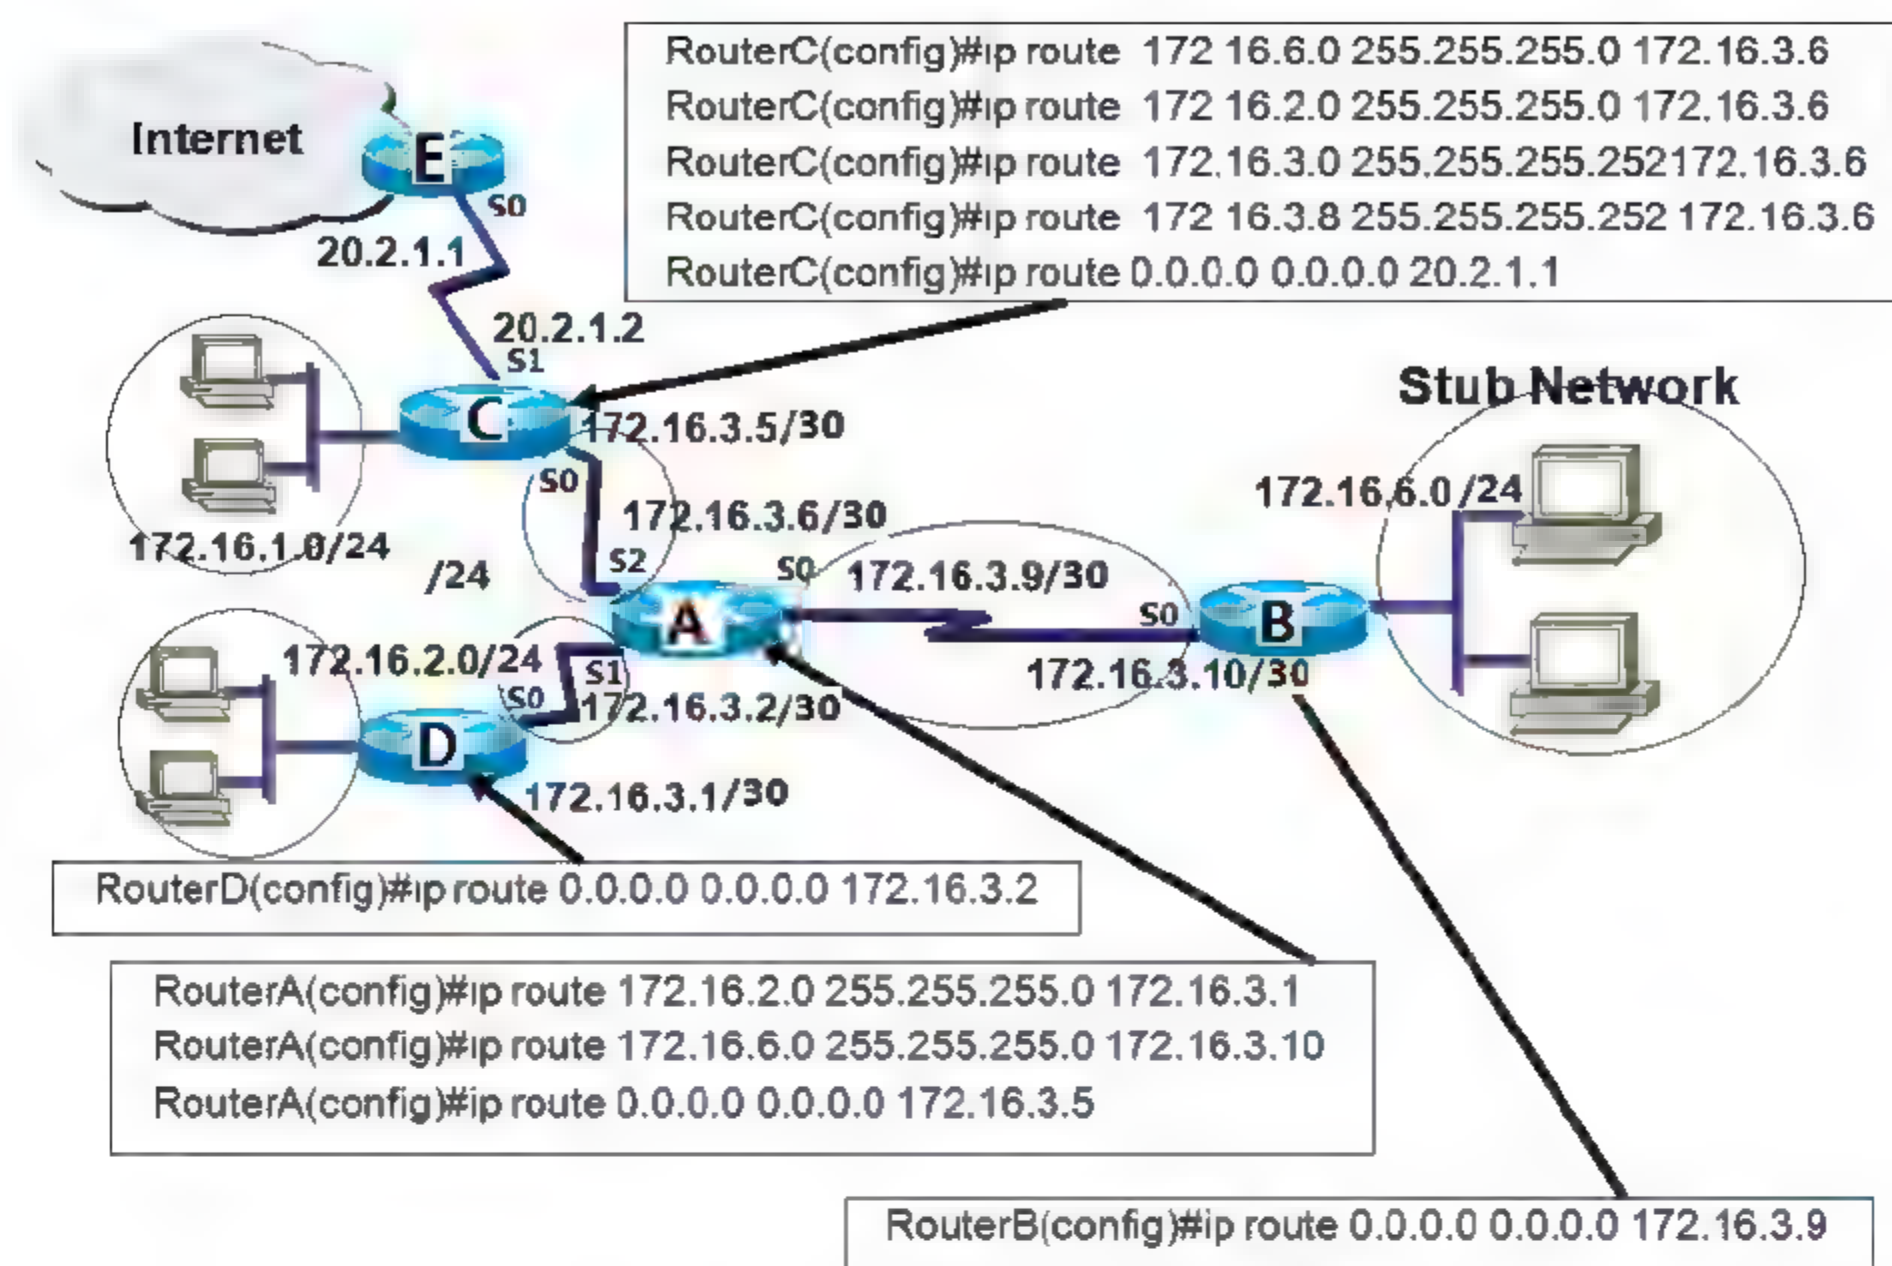 RouterC(config)#ip route 172 16.6.0 255.255.255.0 172.16.3.6
RouterC(config)#ip route 172 16.2.0 255.255.255.0 172.16.3.6
RouterC(config)#ip route 172.16.3.0 255.255.255.252172.16.3.6
RouterC(config)#ip route 172 16.3.8 255.255.255.252 172.16.3.6
RouterC(config)#ip route 0.0.0.0 0.0.0.0 20.2.1.1
Internet
E
S0
20.2.1.1
20.2.1.2
S1
C
172.16.3.5/30
S0
Stub Network
172.16.6.0/24
172.16.1.0/24
172.16.3.6/30
/24
S2
S0
172.16.3.9/30
A
S0
B
172.16.2.0/24
S1
172.16.3.10/30
S0
172.16.3.2/30
D
172.16.3.1/30
RouterD(config)#ip route 0.0.0.0 0.0.0.0 172.16.3.2
RouterA(config)#ip route 172.16.2.0 255.255.255.0 172.16.3.1
RouterA(config)#ip route 172.16.6.0 255.255.255.0 172.16.3.10
RouterA(config)#ip route 0.0.0.0 0.0.0.0 172.16.3.5
RouterB(config)#ip route 0.0.0.0 0.0.0.0 172.16.3.9